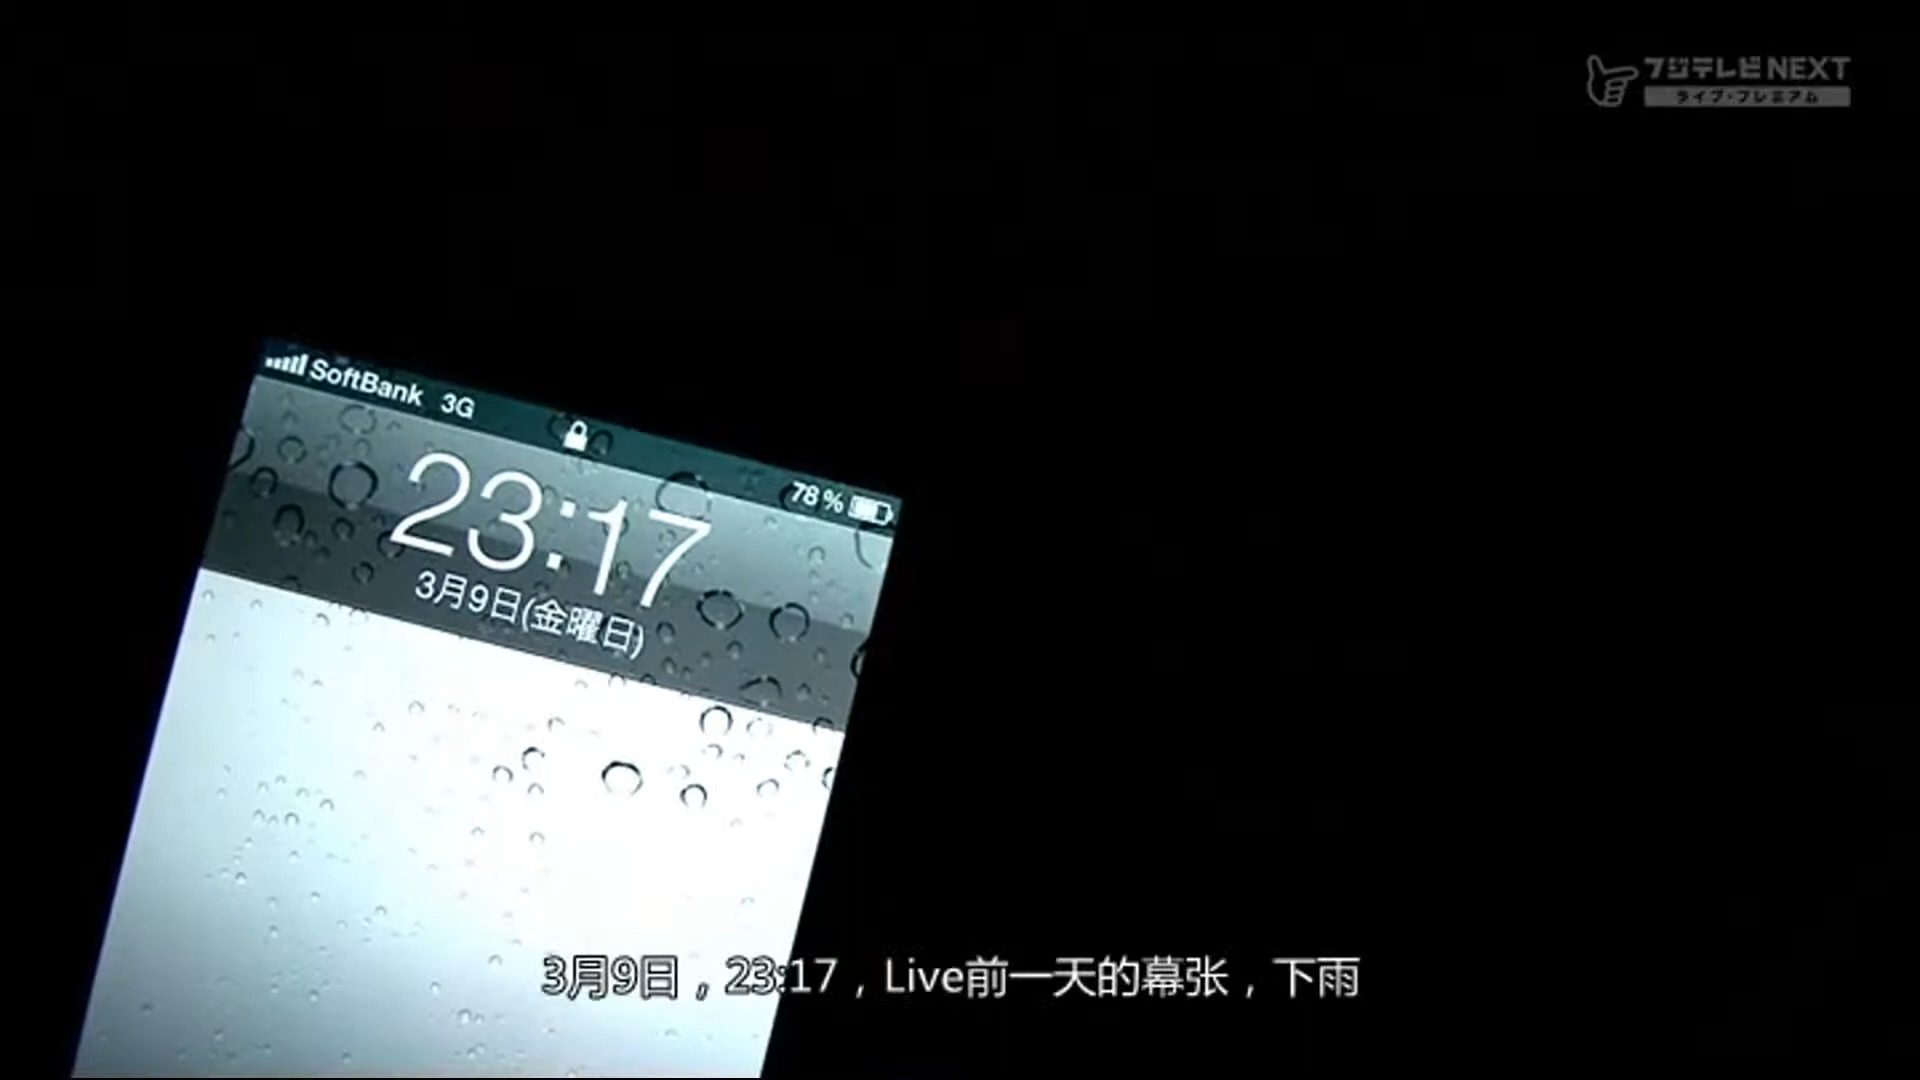 フジテレビNEXT
ライブ・プレミアム
SoftBank 3G
78%
23:17
3月9日(金曜日)
3月9日，23:17，Live前一天的幕张，下雨